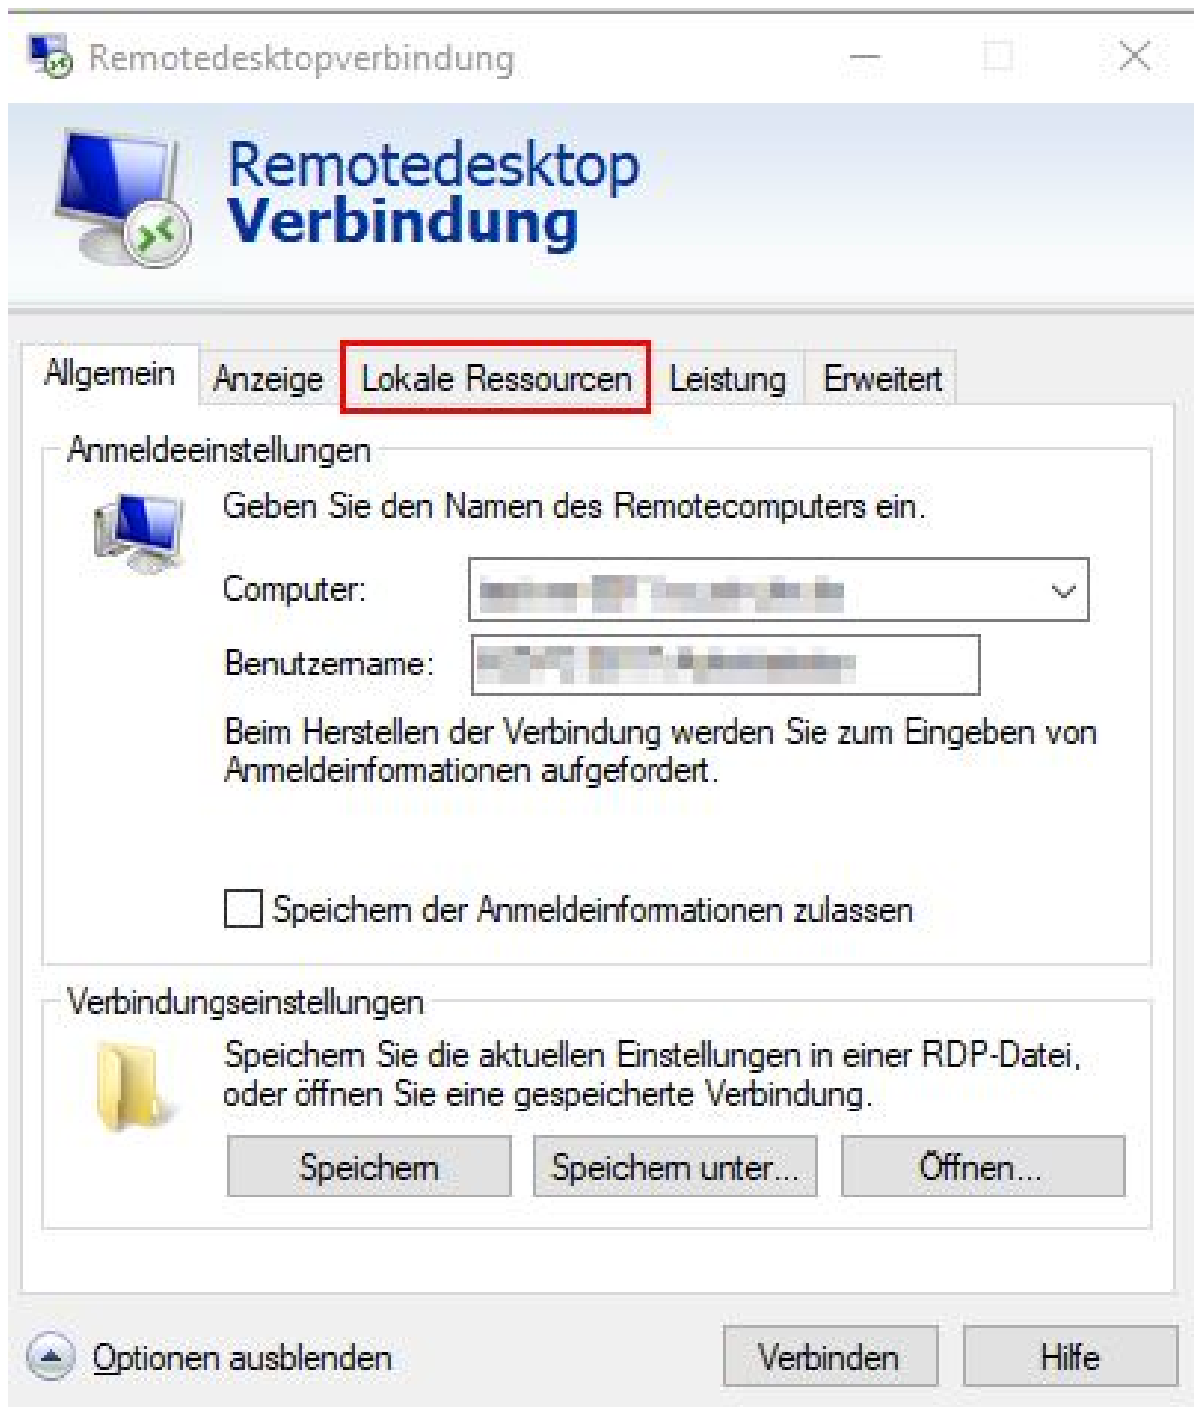 Remotedesktopverbindung
Remotedesktop
Verbindung
Allgemein Anzeige Lokale Ressourcen Leistung Erweitert
Anmeldeeinstellungen
Geben Sie den Namen des Remotecomputers ein.
Computer:
Benutzername:
Beim Herstellen der Verbindung werden Sie zum Eingeben von
Anmeldeinformationen aufgefordert.
Speichern der Anmeldeinformationen zulassen
Verbindungseinstellungen
Speichern Sie die aktuellen Einstellungen in einer RDP-Datei,
oder öffnen Sie eine gespeicherte Verbindung.
Speichern Speichern unter... Öffnen...
Optionen ausblenden Verbinden Hilfe